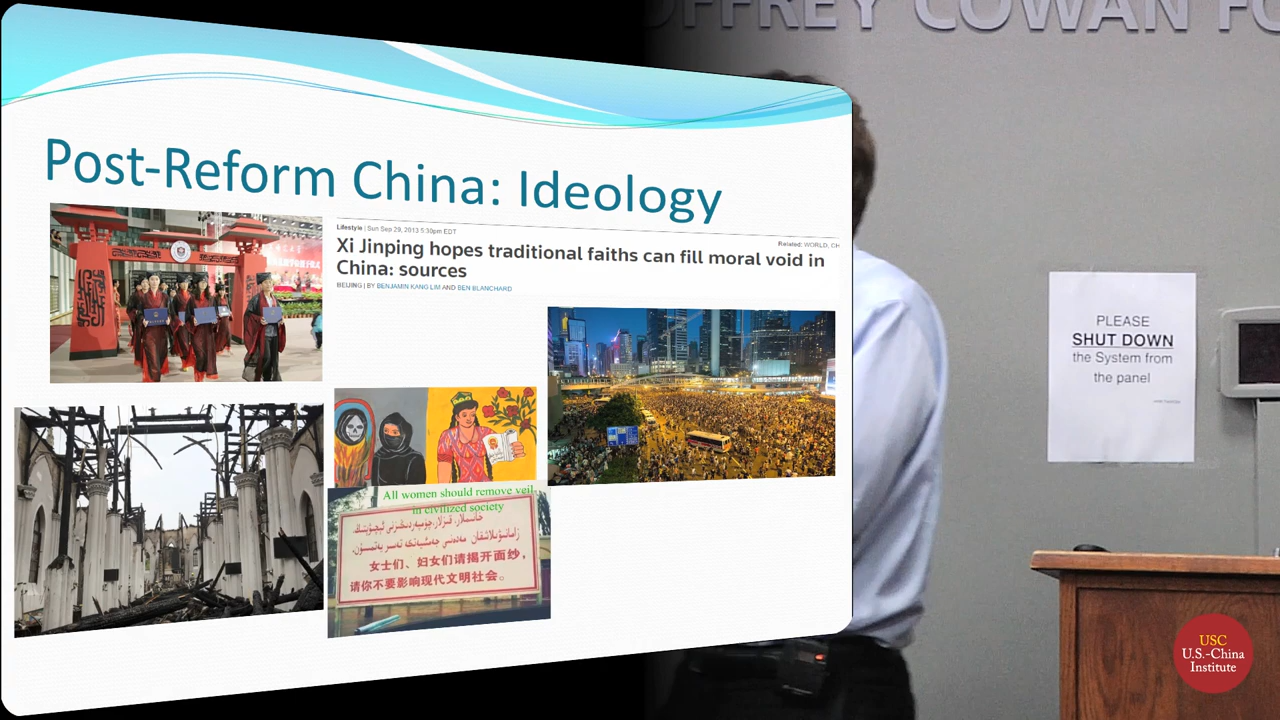 OFFREY COWAN FO
Post-Reform China: Ideology
Lifestyle | Sun Sep 29, 2013 5:30pm EDT
Related: WORLD, CH
Xi Jinping hopes traditional faiths can fill moral void in
China: sources
BEIJING | BY BENJAMIN KANG LIM AND BEN BLANCHARD
All women should remove veil
in civilized society
女士们、妇女们请揭开面纱,
请你不要影响现代文明社会。
PLEASE
SHUT DOWN
the System from
the panel
USC
U.S.-China
Institute